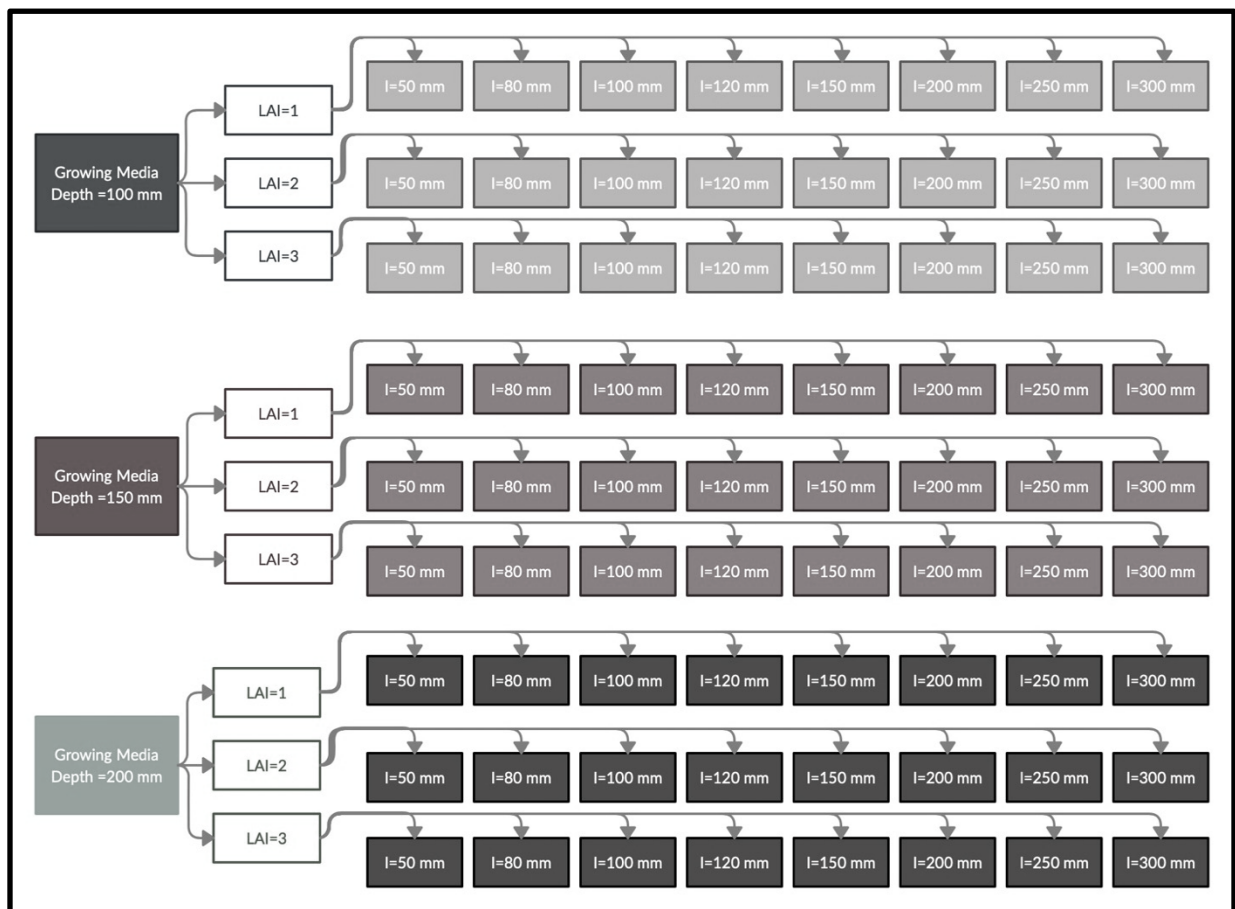 LAI=1
I=50 mm I=80 mm I=100 mm I=120 mm I=150 mm I=200 mm I=250 mm I=300 mm
Growing Media
Depth =100 mm
LAI=2
I=50 mm I=80 mm I=100 mm I=120 mm I=150 mm I=200 mm I=250 mm I=300 mm
LAI=3
I=50 mm I=80 mm I=100 mm I=120 mm I=150 mm I=200 mm I=250 mm I=300 mm
LAI=1
I=50 mm I=80 mm I=100 mm I=120 mm I=150 mm I=200 mm I=250 mm I=300 mm
Growing Media
Depth =150 mm
LAI=2
I=50 mm I=80 mm I=100 mm I=120 mm I=150 mm I=200 mm I=250 mm I=300 mm
LAI=3
I=50 mm I=80 mm I=100 mm I=120 mm I=150 mm I=200 mm I=250 mm I=300 mm
LAI=1
I=50 mm I=80 mm I=100 mm I=120 mm I=150 mm I=200 mm I=250 mm I=300 mm
Growing Media
Depth =200 mm
LAI=2
I=50 mm I=80 mm I=100 mm I=120 mm I=150 mm I=200 mm I=250 mm I=300 mm
LAI=3
I=50 mm I=80 mm I=100 mm I=120 mm I=150 mm I=200 mm I=250 mm I=300 mm